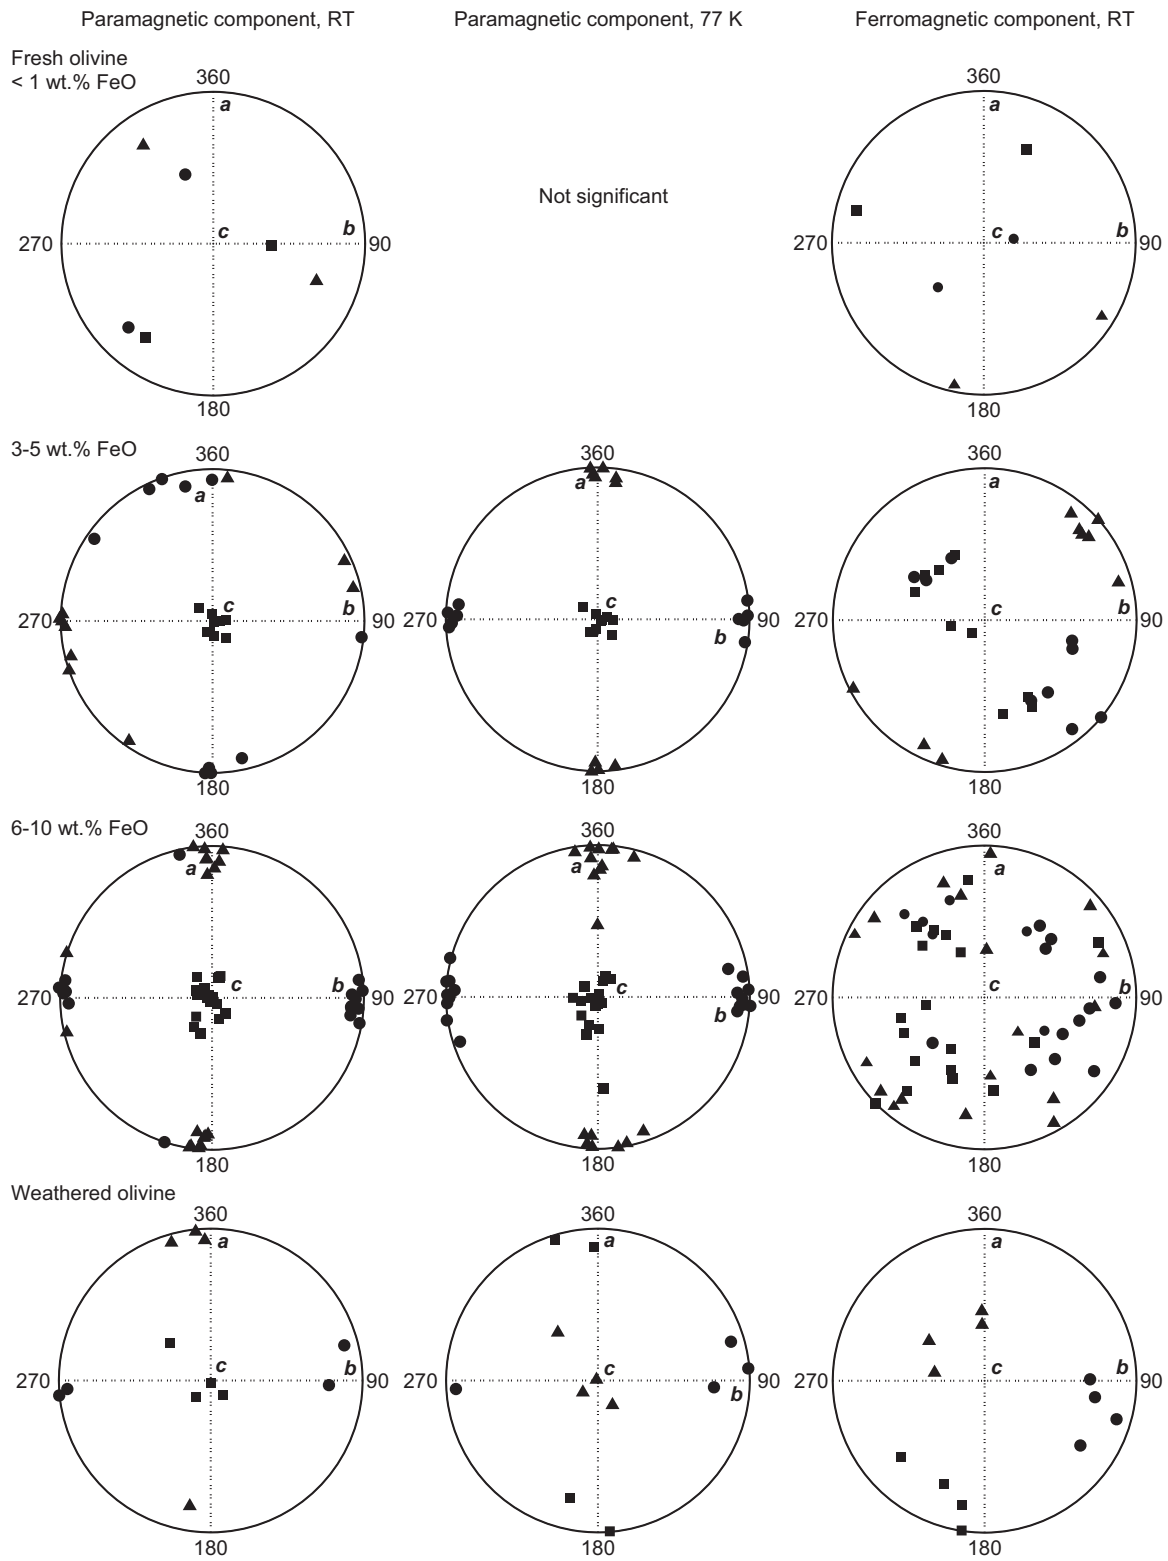 Paramagnetic component, RT
Paramagnetic component, 77 K
Ferromagnetic component, RT
Fresh olivine
< 1 wt.% FeO
360
a
270
c
b
90
180
Not significant
360
a
270
c
b
90
180
3-5 wt.% FeO
360
a
270
c
b
90
180
360
a
270
c
b
90
180
360
a
270
c
b
90
180
6-10 wt.% FeO
360
a
270
c
b
90
180
360
a
270
c
b
90
180
360
a
270
c
b
90
180
Weathered olivine
360
a
270
c
b
90
180
360
a
270
c
b
90
180
360
a
270
c
b
90
180